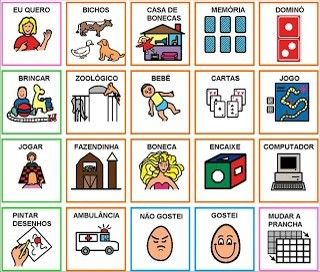 EU QUERO
BICHOS
CASA DE
BONECAS
MEMÓRIA
DOMINÓ
BRINCAR
ZOOLÓGICO
BEBÊ
CARTAS
JOGO
JOGAR
FAZENDINHA
BONECA
ENCAIXE
COMPUTADOR
PINTAR
DESENHOS
AMBULÂNCIA
NÃO GOSTEI
GOSTEI
MUDAR A
PRANCHA